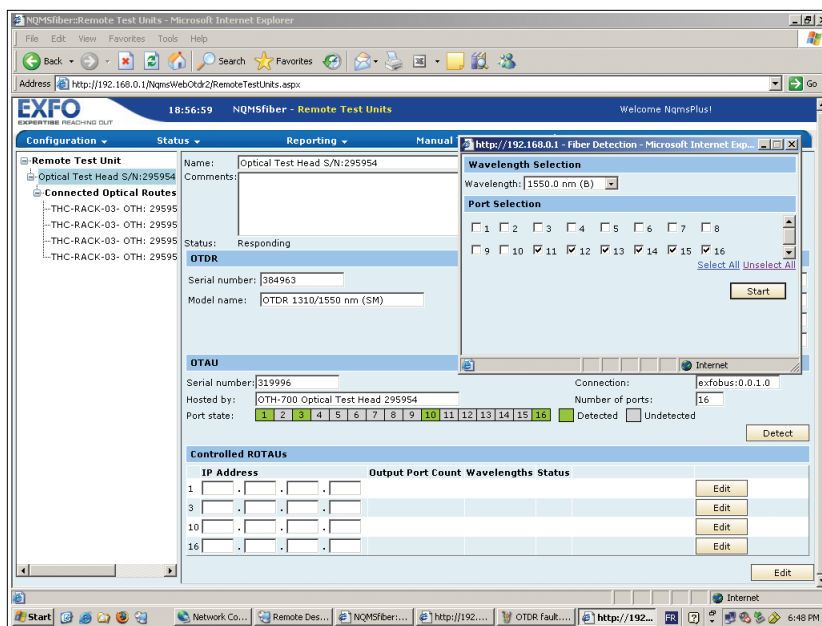 NQMSfiber::Remote Test Units - Microsoft Internet Explorer
File Edit View Favorites Tools Help
Back Search Favorites
Address http://192.168.0.1/NqmsWebOtdr2/RemoteTestUnits.aspx Go
EXFO
EXPERTISE REACHING OUT
18:56:59 NQMSfiber - Remote Test Units Welcome NqmsPlus!
Configuration Status Reporting Manual
Remote Test Unit
Optical Test Head S/N:295954
Connected Optical Routes
THC-RACK-03- OTH: 29595
THC-RACK-03- OTH: 29595
THC-RACK-03- OTH: 29595
THC-RACK-03- OTH: 29595
Name: Optical Test Head S/N:295954
Comments:
Status: Responding
OTDR
Serial number: 384963
Model name: OTDR 1310/1550 nm (SM)
http://192.168.0.1 - Fiber Detection - Microsoft Internet Exp...
Wavelength Selection
Wavelength: 1550.0 nm (B)
Port Selection
1 2 3 4 5 6 7 8
9 10 11 12 13 14 15 16
Select All Unselect All
Start
Internet
OTAU
Serial number: 319996 Connection: exfobus:0.0.1.0
Hosted by: OTH-700 Optical Test Head 295954 Number of ports: 16
Port state: 1 2 3 4 5 6 7 8 9 10 11 12 13 14 15 16 Detected Undetected
Detect
Controlled ROTAUs
IP Address Output Port Count Wavelengths Status
1 . . . Edit
3 . . . Edit
10 . . . Edit
16 . . . Edit
Edit
Internet
Start Network Co... Remote Des... NQMSfiber:... http://192.... OTDR fault.... http://192... FR 6:48 PM